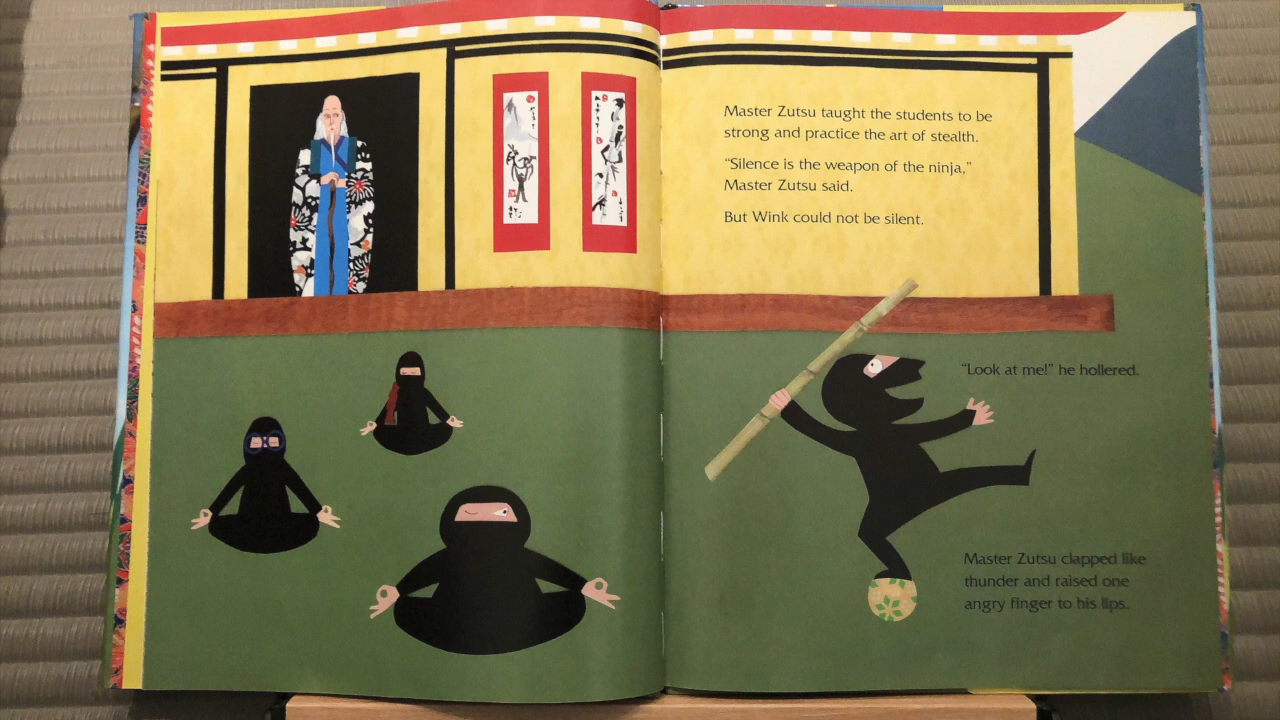 Master Zutsu taught the students to be
strong and practice the art of stealth.
“Silence is the weapon of the ninja,”
Master Zutsu said.
But Wink could not be silent.
“Look at me!” he hollered.
Master Zutsu clapped like
thunder and raised one
angry finger to his lips.